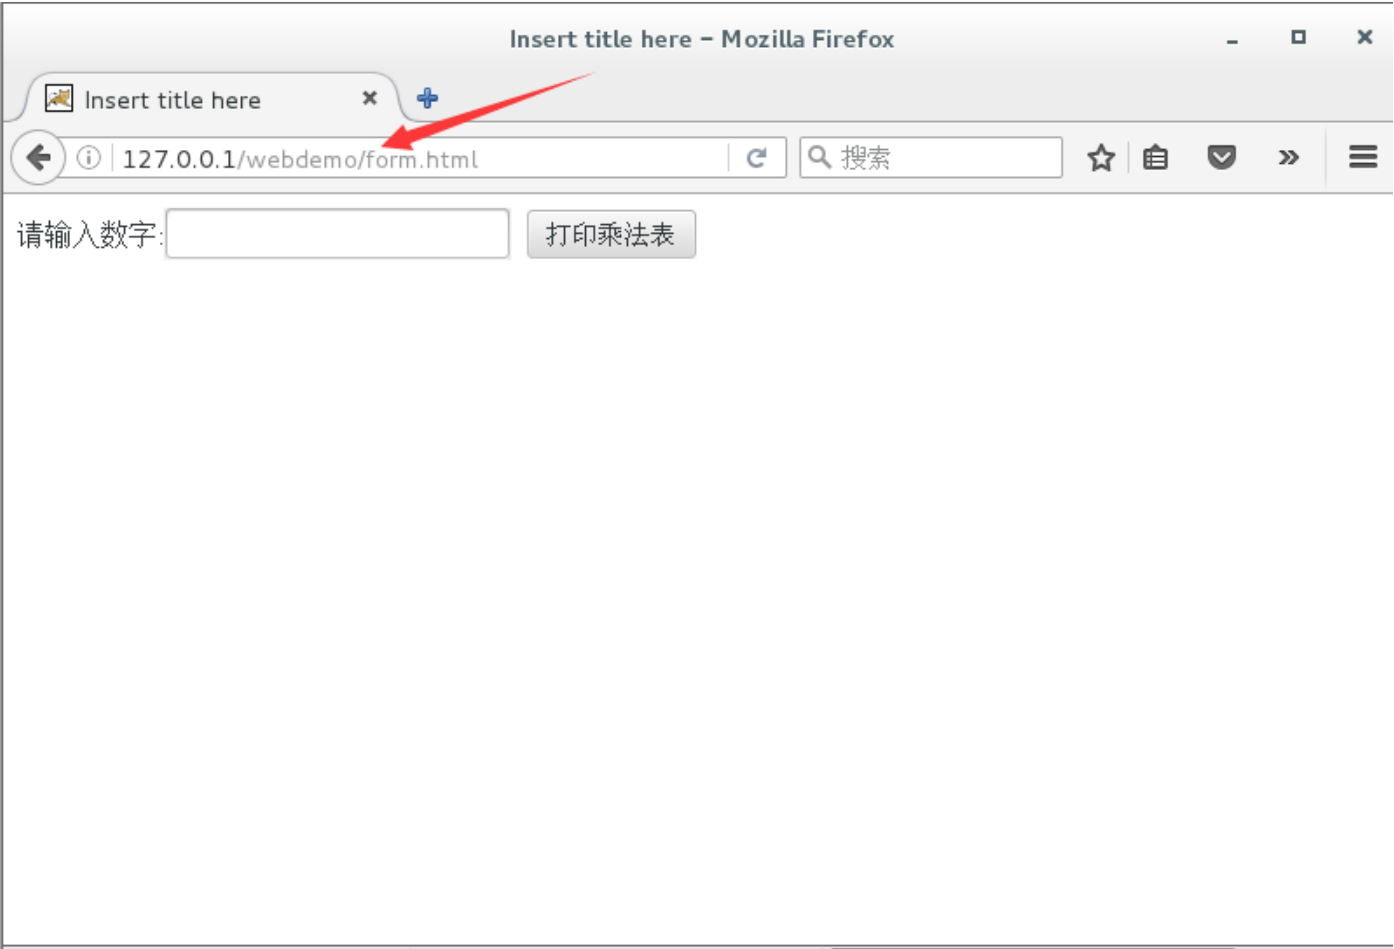 Insert title here - Mozilla Firefox
Insert title here
127.0.0.1/webdemo/form.html
搜索
请输入数字:
打印乘法表